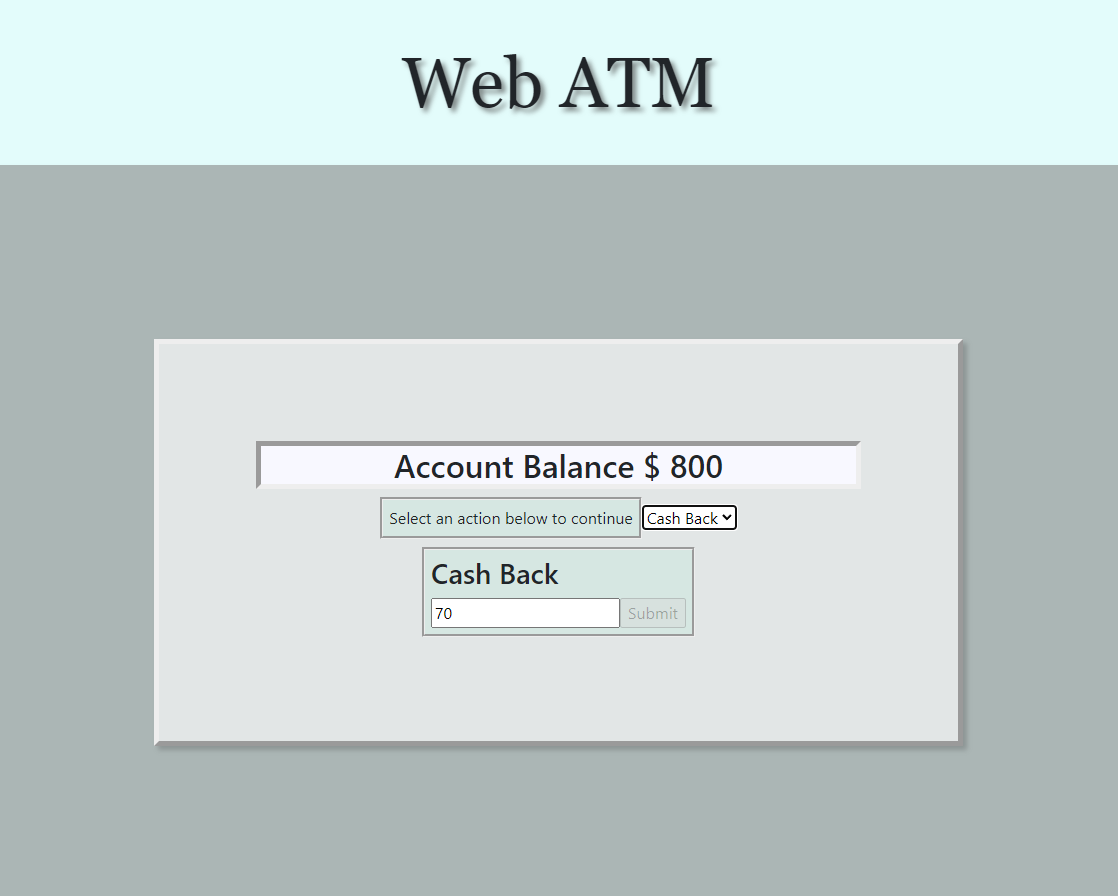 Web ATM
Account Balance $ 800
Select an action below to continue Cash Back
Cash Back
70 Submit